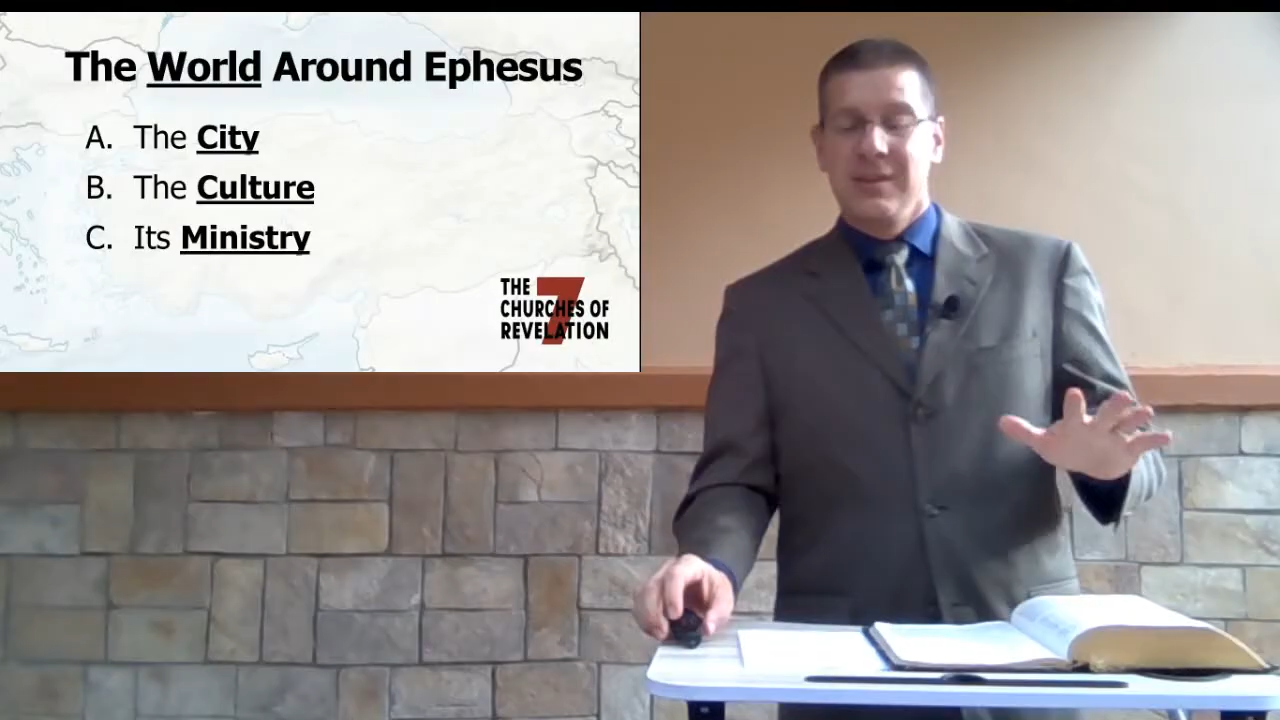 The World Around Ephesus
A. The City
B. The Culture
C. Its Ministry
THE 7
CHURCHES OF
REVELATION